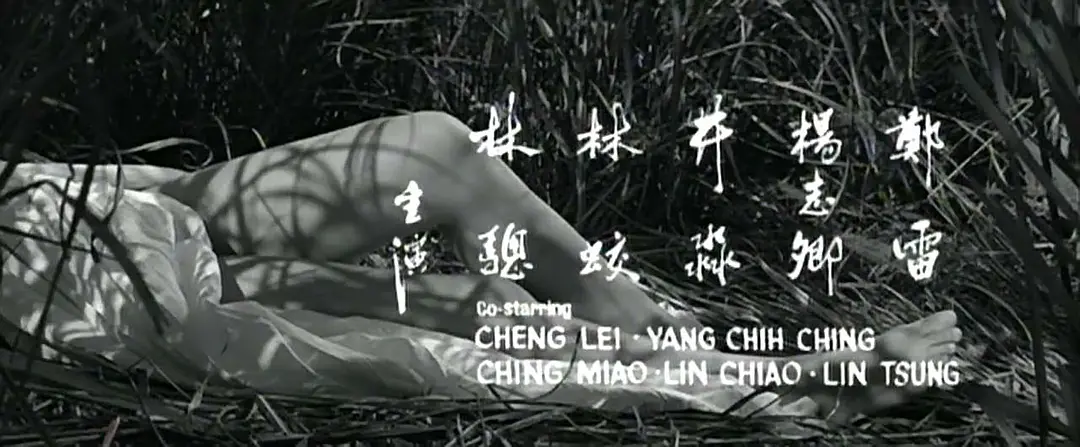 鄭雷
楊志卿
井淼
林蛟
林驄
主演
Co-starring
CHENG LEI · YANG CHIH CHING
CHING MIAO · LIN CHIAO · LIN TSUNG